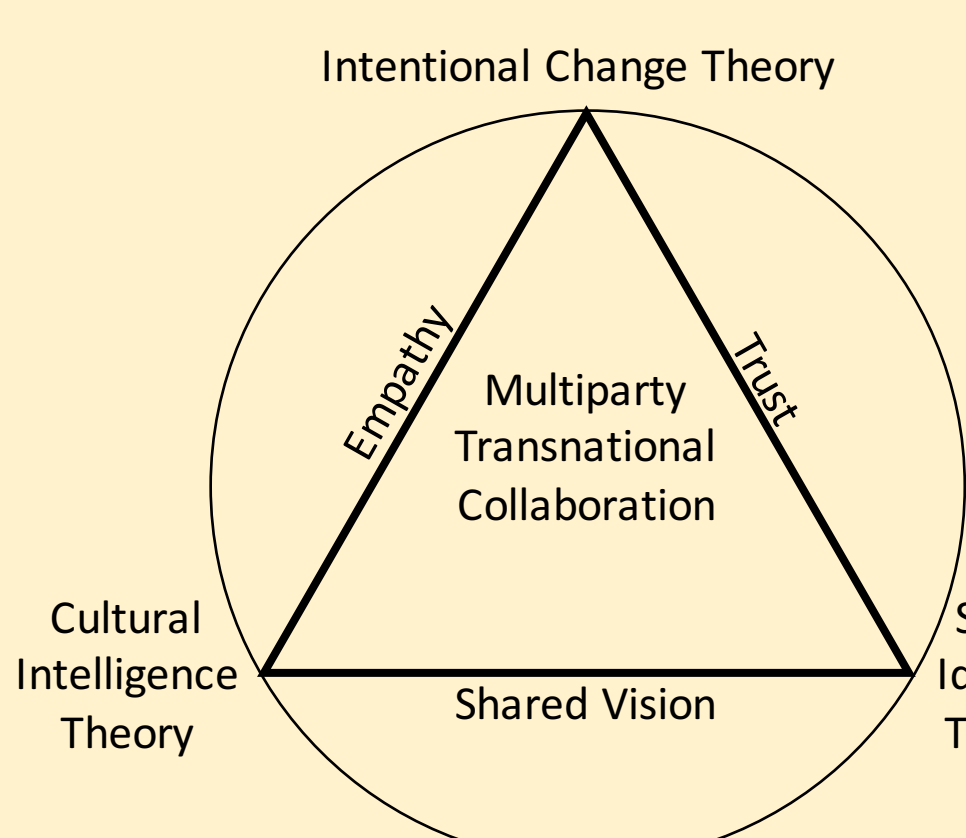 Intentional Change Theory
Empathy
Trust
Multiparty
Transnational
Collaboration
Cultural
Intelligence
Theory
Shared Vision